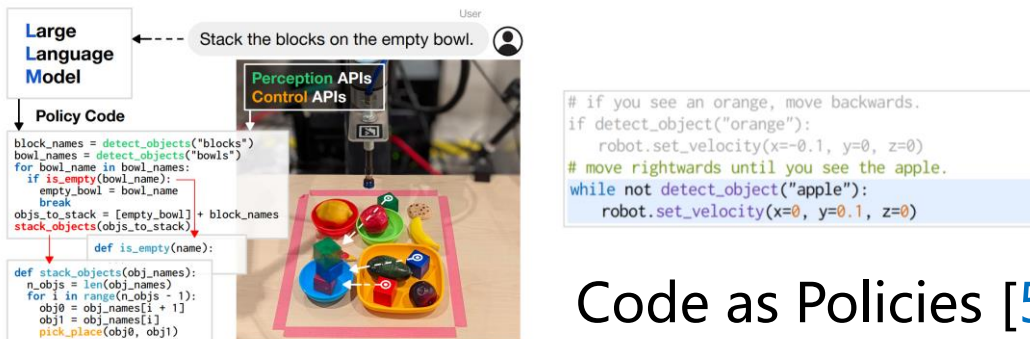 User
Large
Language
Model
Stack the blocks on the empty bowl.
Perception APIs
Control APIs
Policy Code
block_names = detect_objects("blocks")
bowl_names = detect_objects("bowls")
for bowl_name in bowl_names:
  if is_empty(bowl_name):
    empty_bowl = bowl_name
    break
objs_to_stack = [empty_bowl] + block_names
stack_objects(objs_to_stack)
def is_empty(name):
def stack_objects(obj_names):
  n_objs = len(obj_names)
  for i in range(n_objs - 1):
    obj0 = obj_names[i + 1]
    obj1 = obj_names[i]
    pick_place(obj0, obj1)
# if you see an orange, move backwards.
if detect_object("orange"):
  robot.set_velocity(x=-0.1, y=0, z=0)
# move rightwards until you see the apple.
while not detect_object("apple"):
  robot.set_velocity(x=0, y=0.1, z=0)
Code as Policies [5